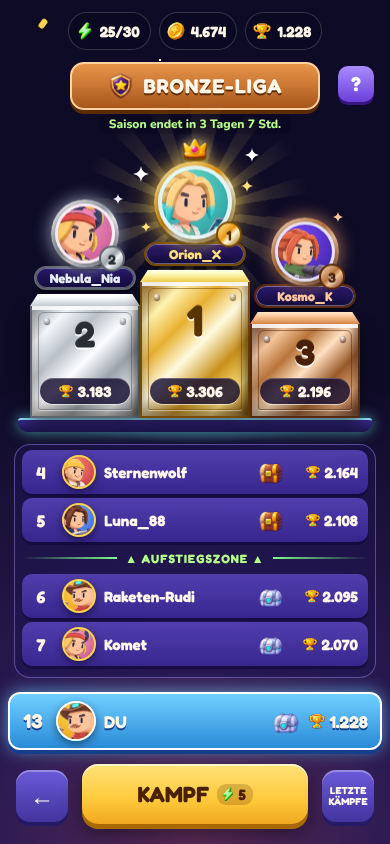 25/30 4.674 1.228
BRONZE-LIGA ?
Saison endet in 3 Tagen 7 Std.
1
Orion_X
2
Nebula_Nia
3
Kosmo_K
2 1 3
3.183 3.306 2.196
4 Sternenwolf 2.164
5 Luna_88 2.108
▲ AUFSTIEGSZONE ▲
6 Raketen-Rudi 2.095
7 Komet 2.070
13 DU 1.228
← KAMPF 5
LETZTE
KÄMPFE